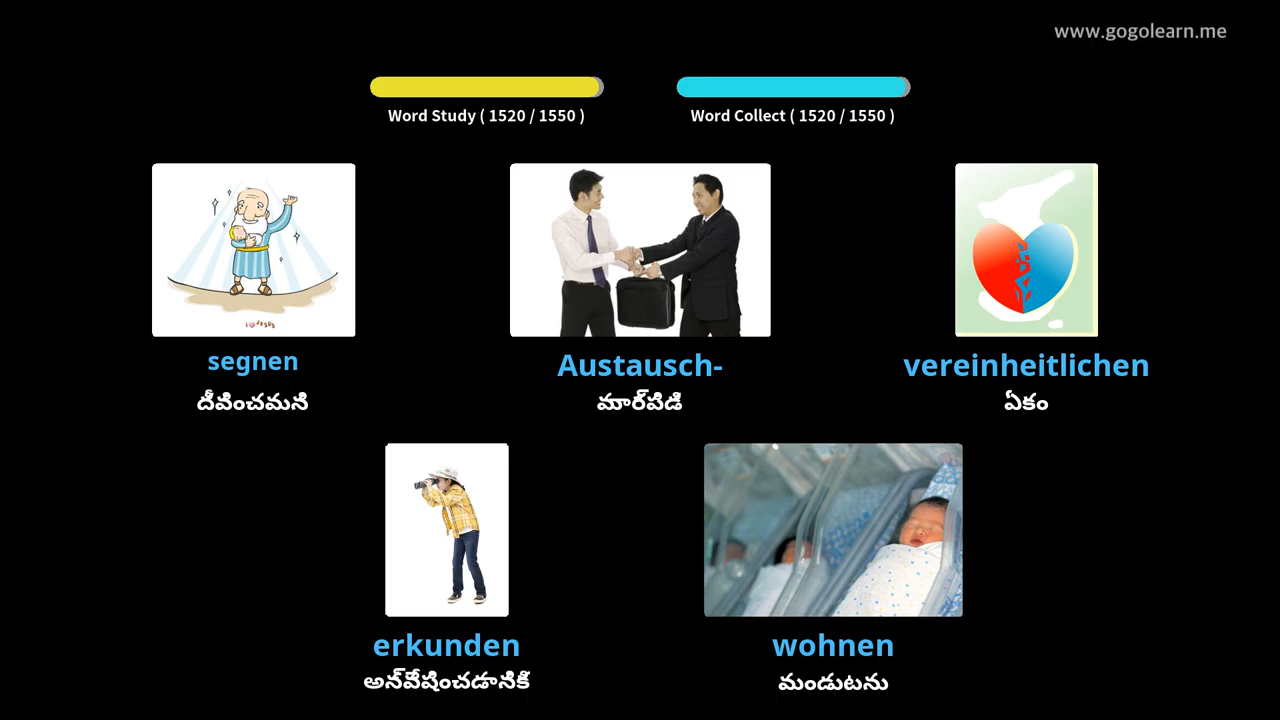 www.gogolearn.me
Word Study ( 1520 / 1550 )
Word Collect ( 1520 / 1550 )
I ♥ JESUS
segnen
దీవించమని
Austausch-
మార్‌పిడి
vereinheitlichen
ఏకం
erkunden
అన్‌వేషించడానికి
wohnen
మండుటను